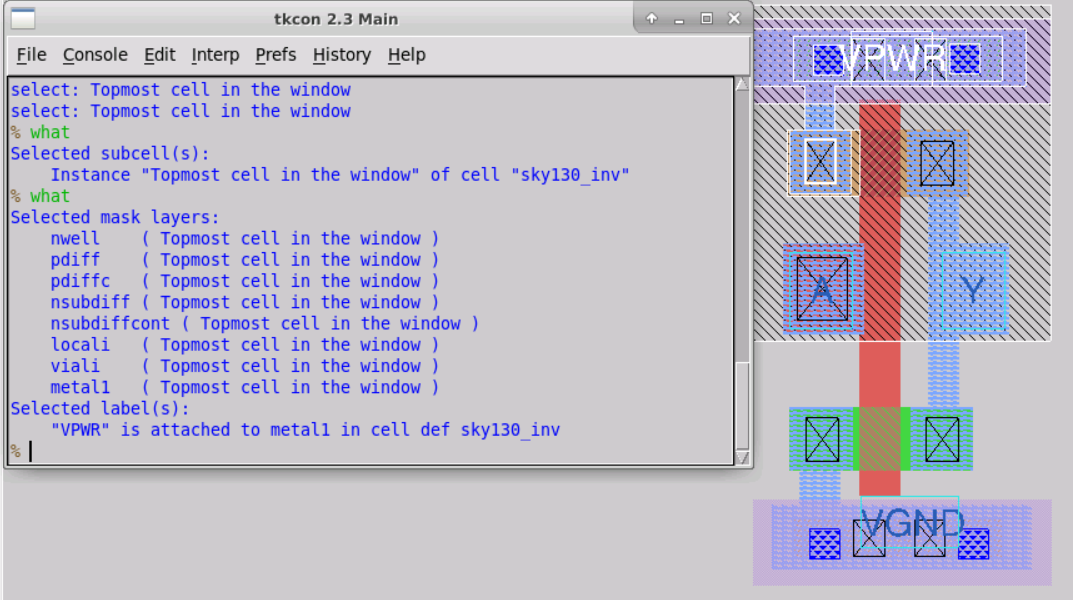 tkcon 2.3 Main
File Console Edit Interp Prefs History Help
select: Topmost cell in the window
select: Topmost cell in the window
% what
Selected subcell(s):
    Instance "Topmost cell in the window" of cell "sky130_inv"
% what
Selected mask layers:
    nwell    ( Topmost cell in the window )
    pdiff    ( Topmost cell in the window )
    pdiffc   ( Topmost cell in the window )
    nsubdiff ( Topmost cell in the window )
    nsubdiffcont ( Topmost cell in the window )
    locali   ( Topmost cell in the window )
    viali    ( Topmost cell in the window )
    metal1   ( Topmost cell in the window )
Selected label(s):
    "VPWR" is attached to metal1 in cell def sky130_inv
%
VPWR
A
Y
VGND